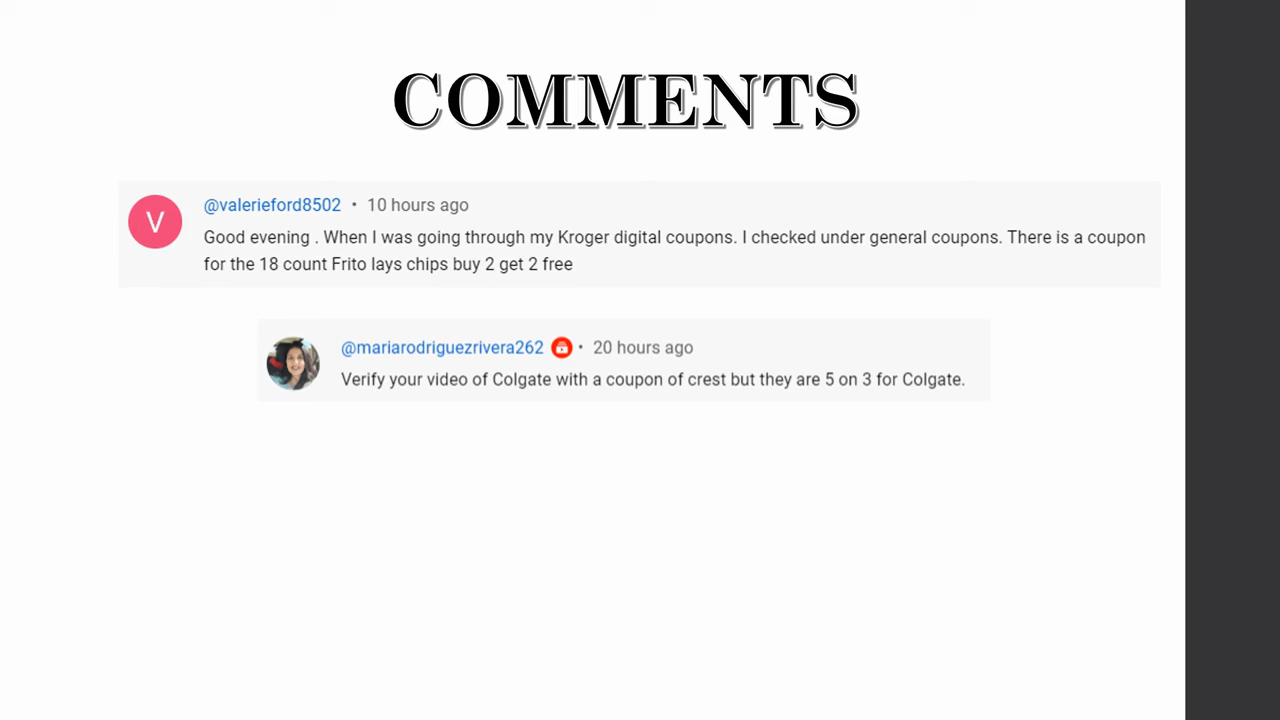 COMMENTS
V
@valerieford8502 • 10 hours ago
Good evening . When I was going through my Kroger digital coupons. I checked under general coupons. There is a coupon
for the 18 count Frito lays chips buy 2 get 2 free
@mariarodriguezrivera262 • 20 hours ago
Verify your video of Colgate with a coupon of crest but they are 5 on 3 for Colgate.